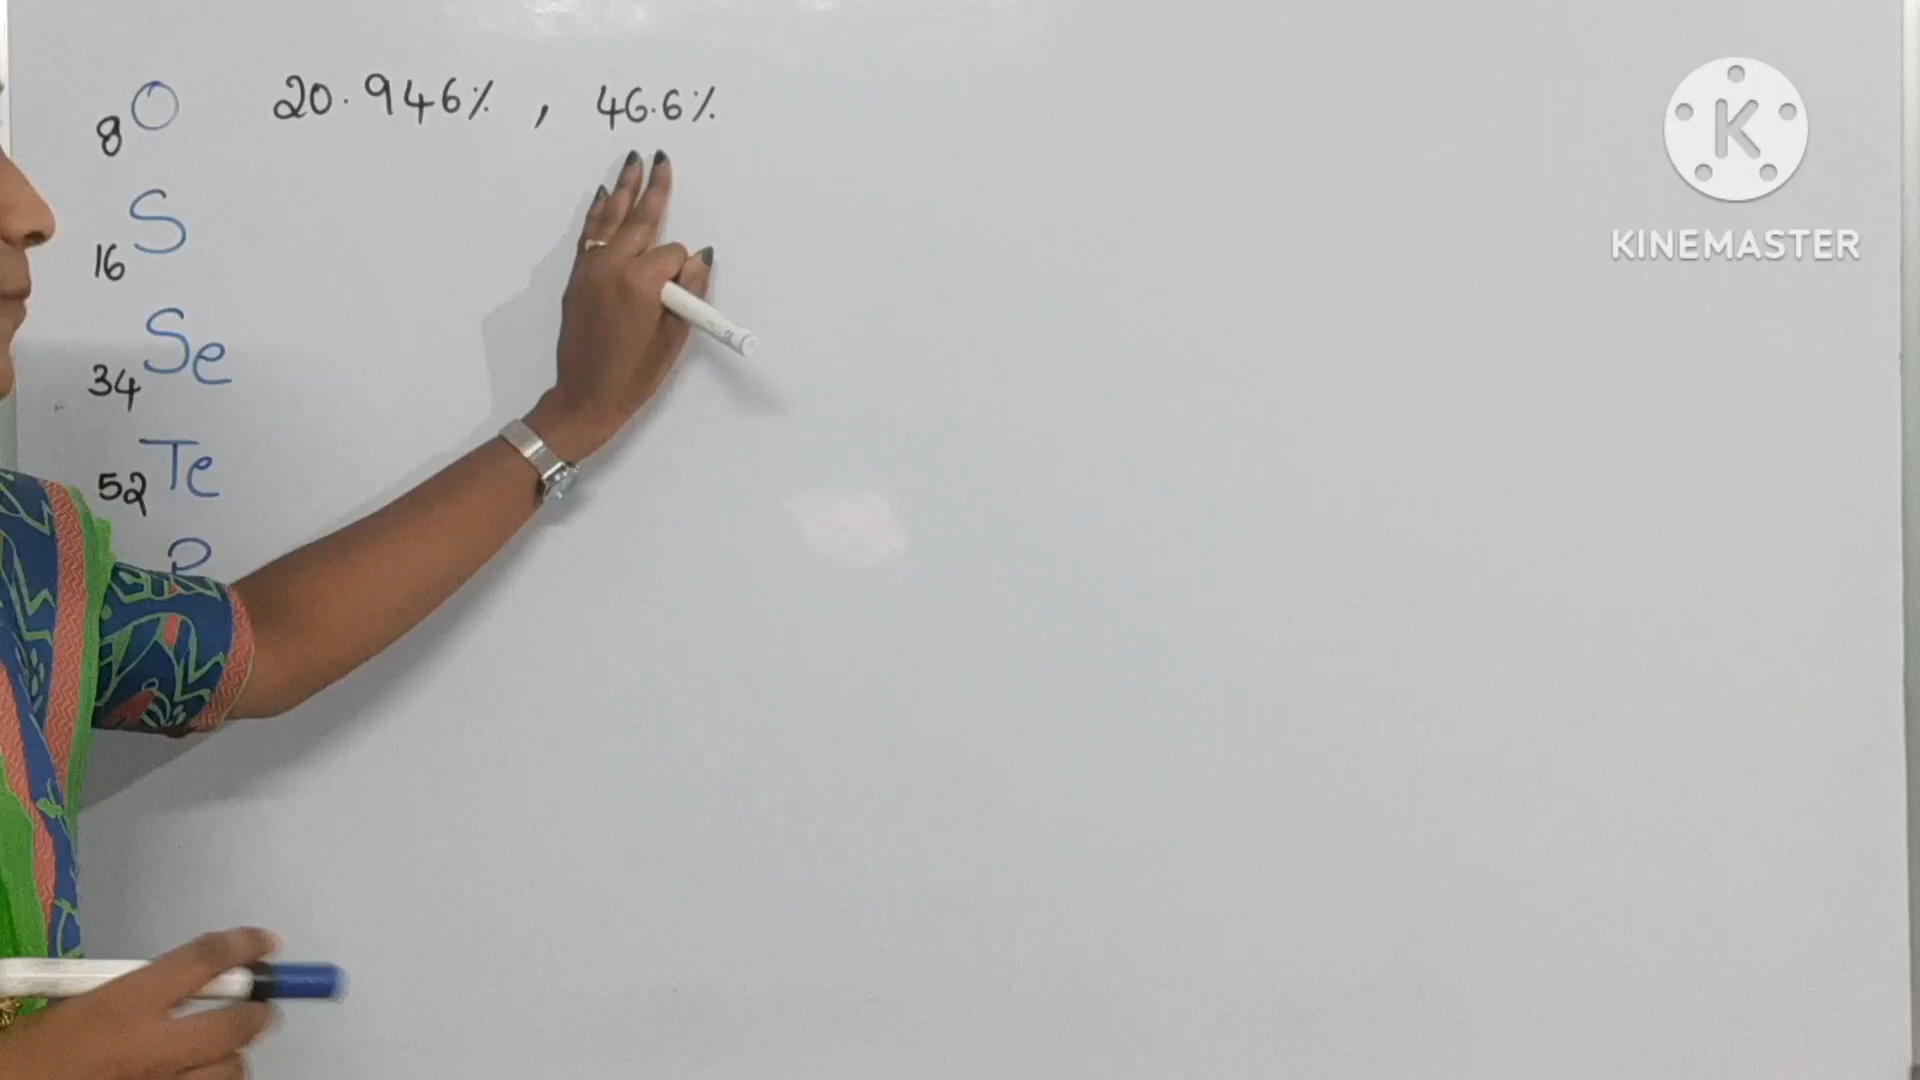 8O 20.946% , 46.6%
16S
34Se
52Te
P
K
KINEMASTER